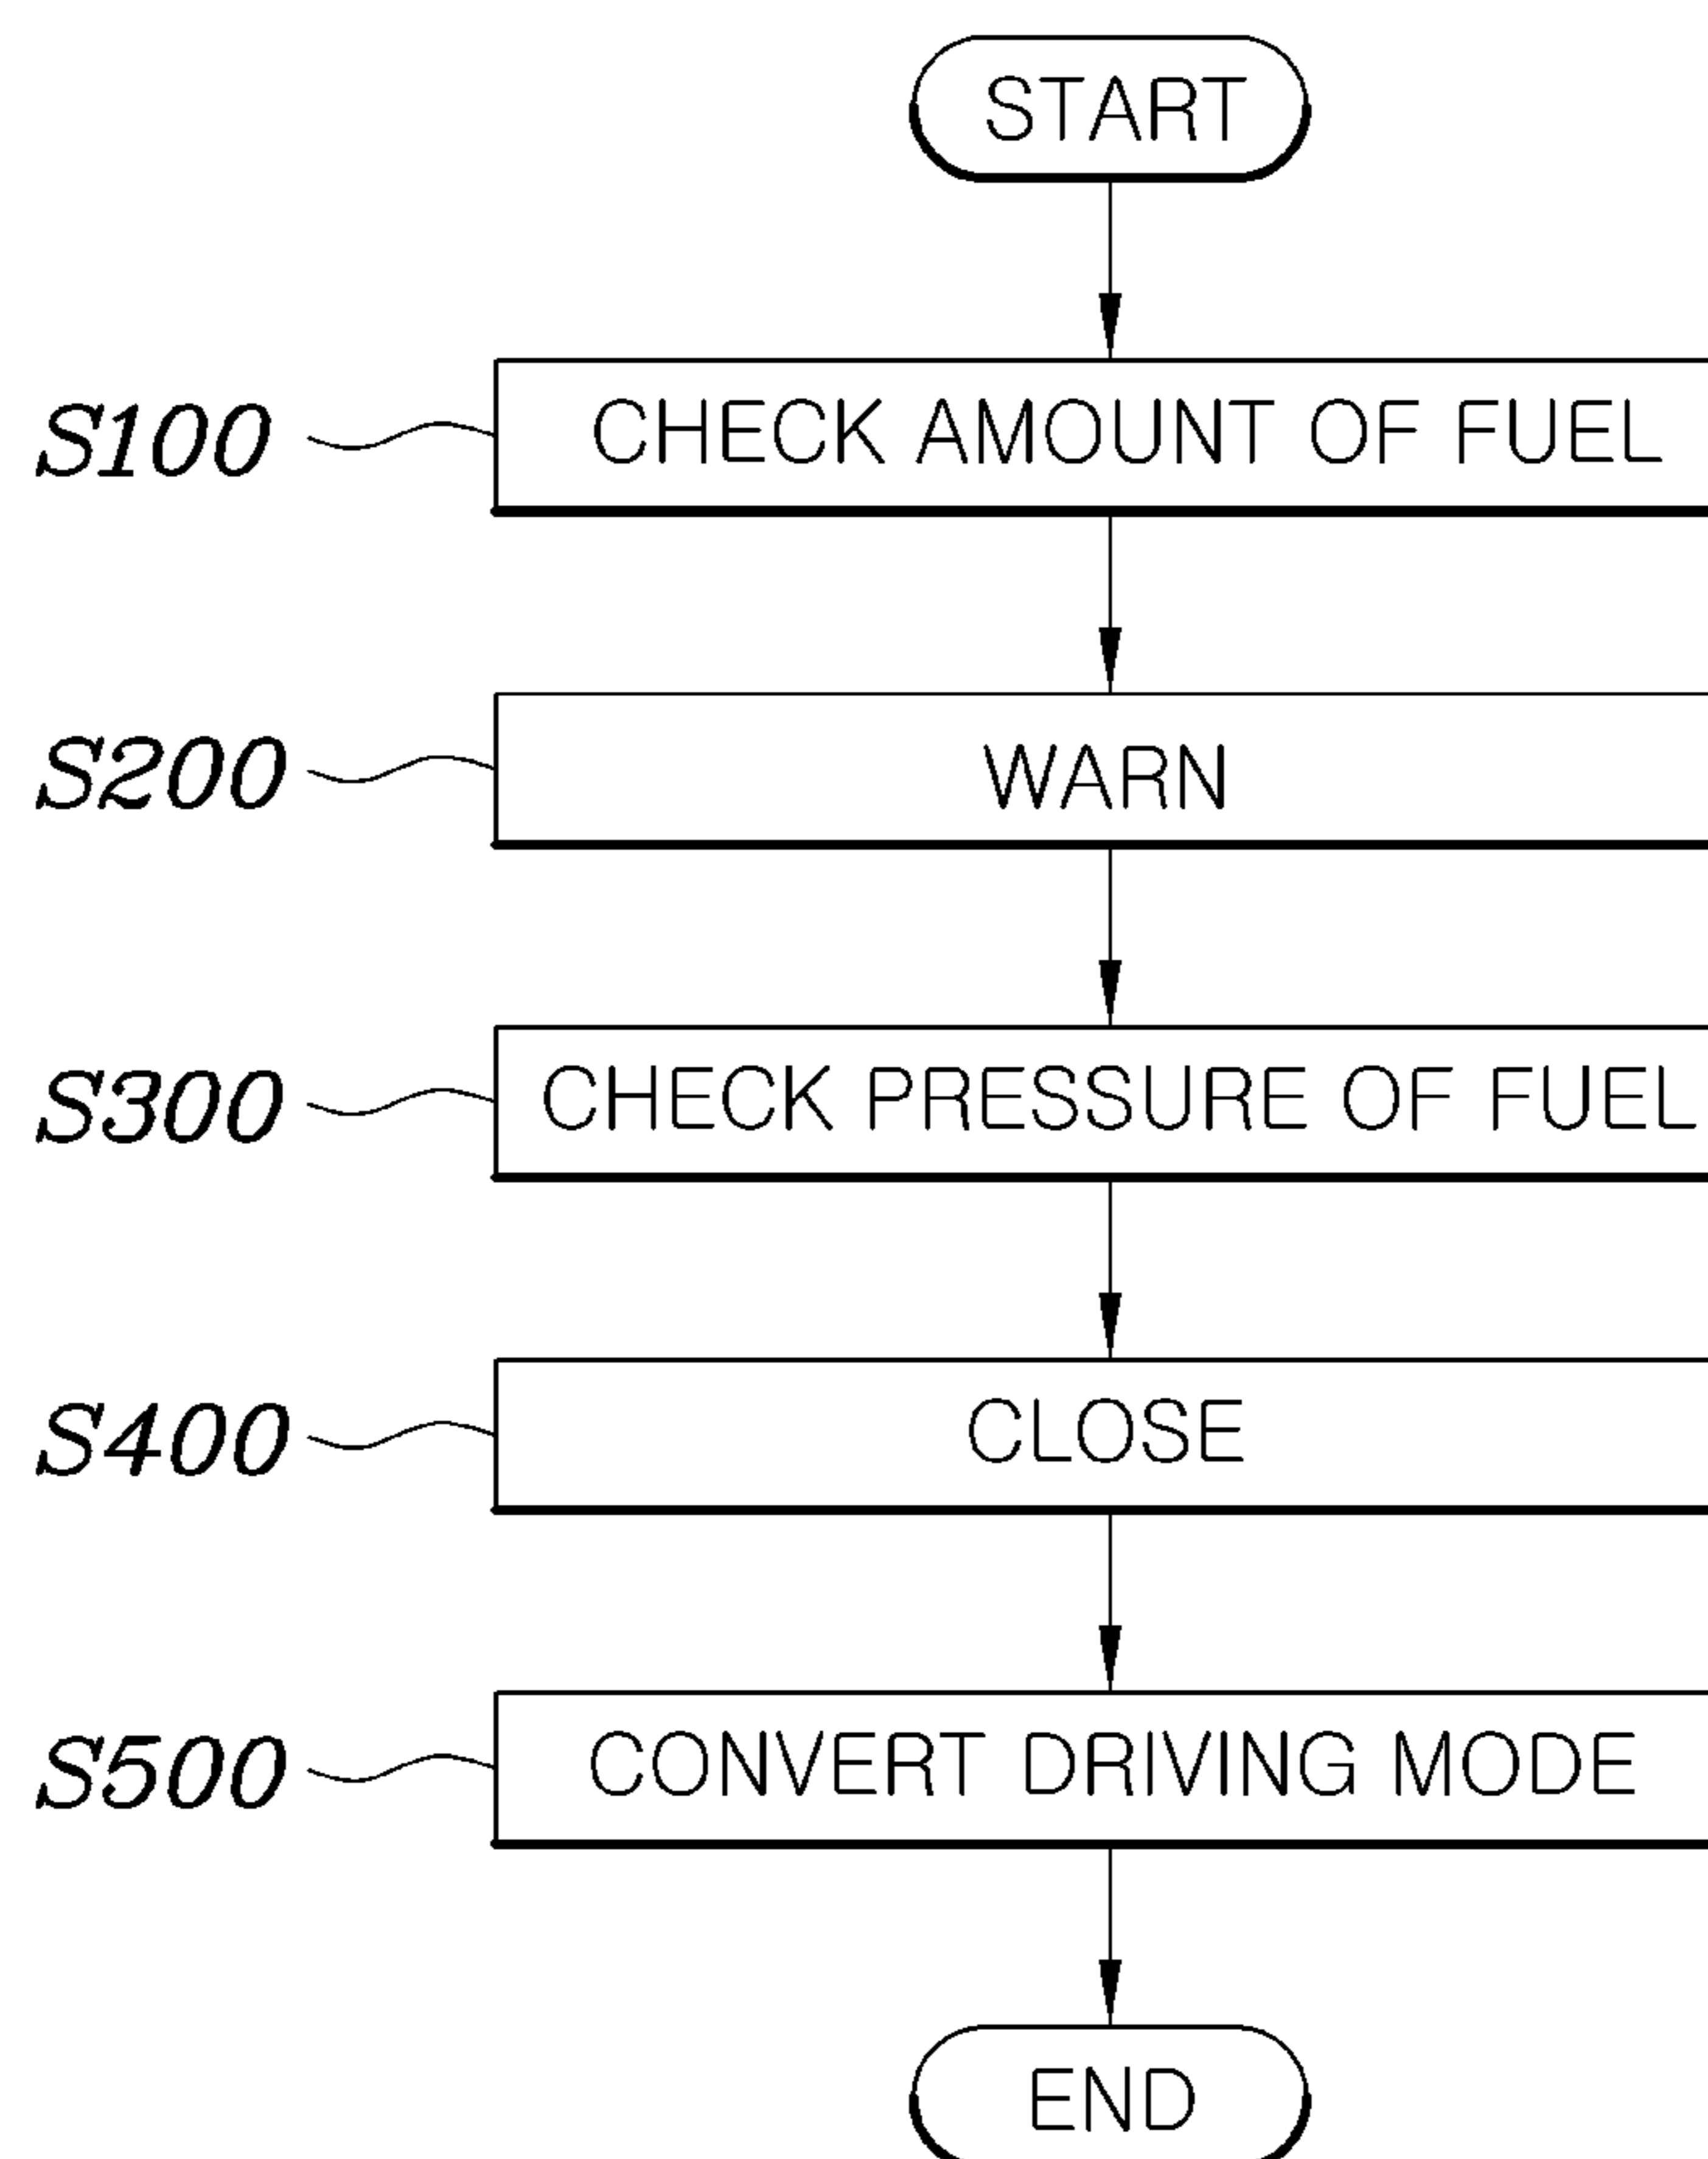 START
S100 CHECK AMOUNT OF FUEL
S200 WARN
S300 CHECK PRESSURE OF FUEL
S400 CLOSE
S500 CONVERT DRIVING MODE
END